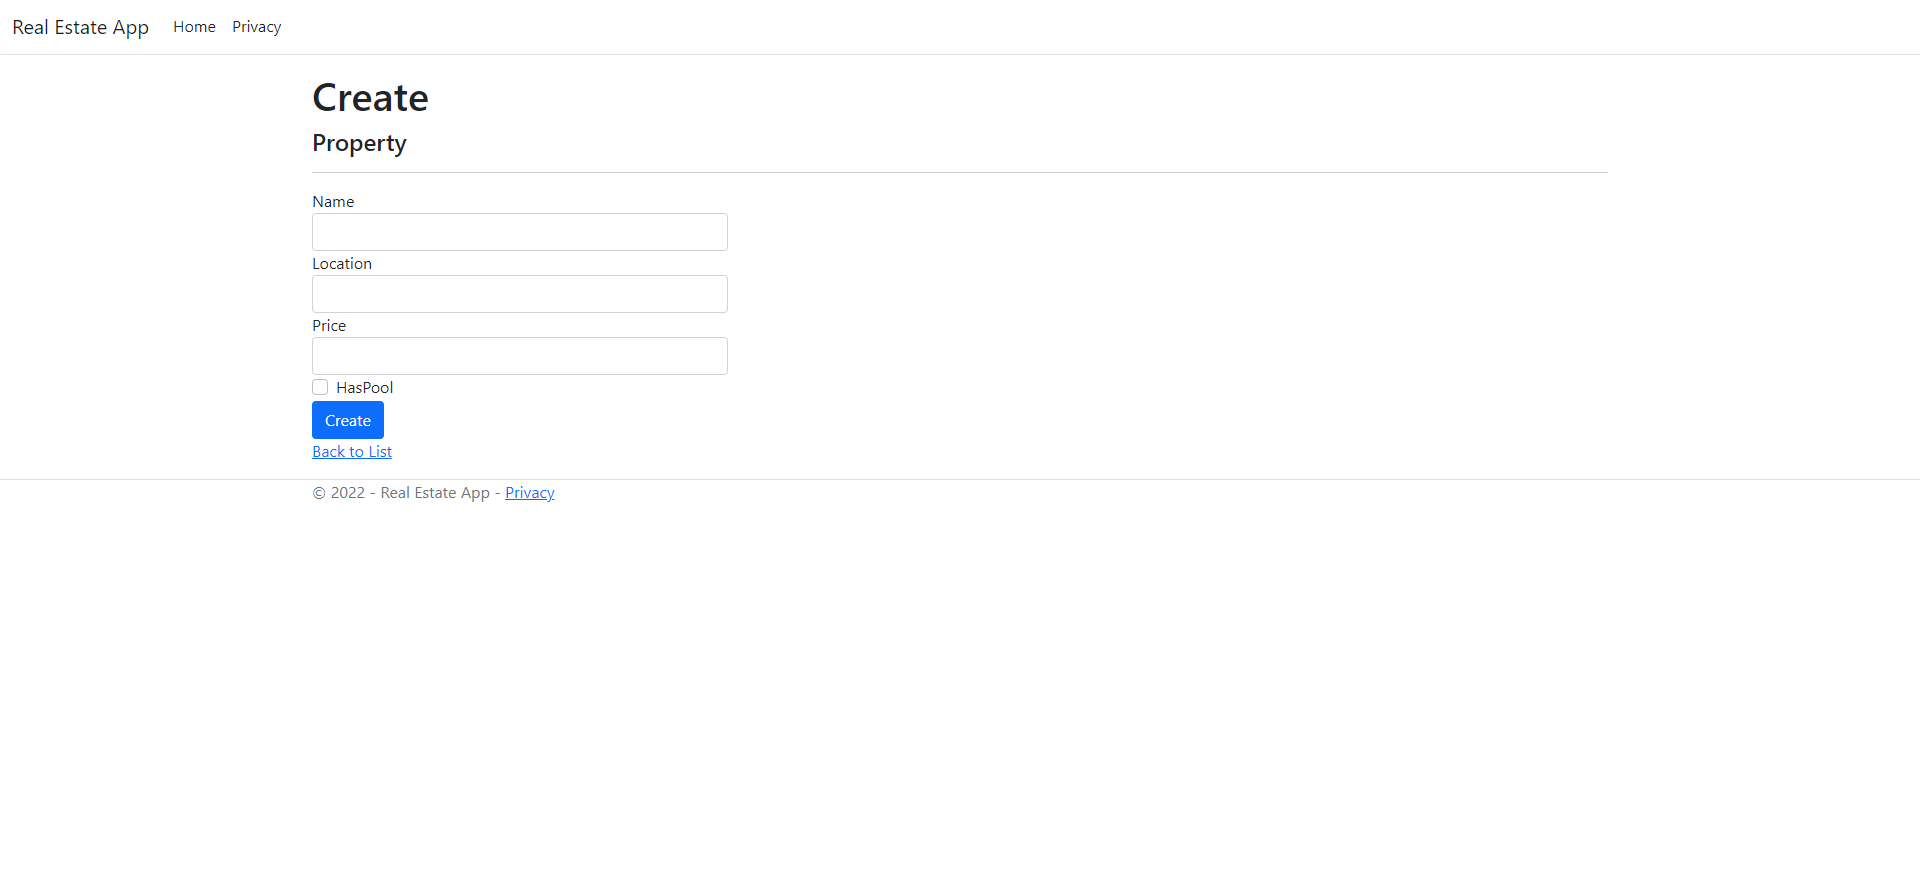 Real Estate App Home Privacy
Create
Property
Name
Location
Price
HasPool
Create
Back to List
© 2022 - Real Estate App - Privacy